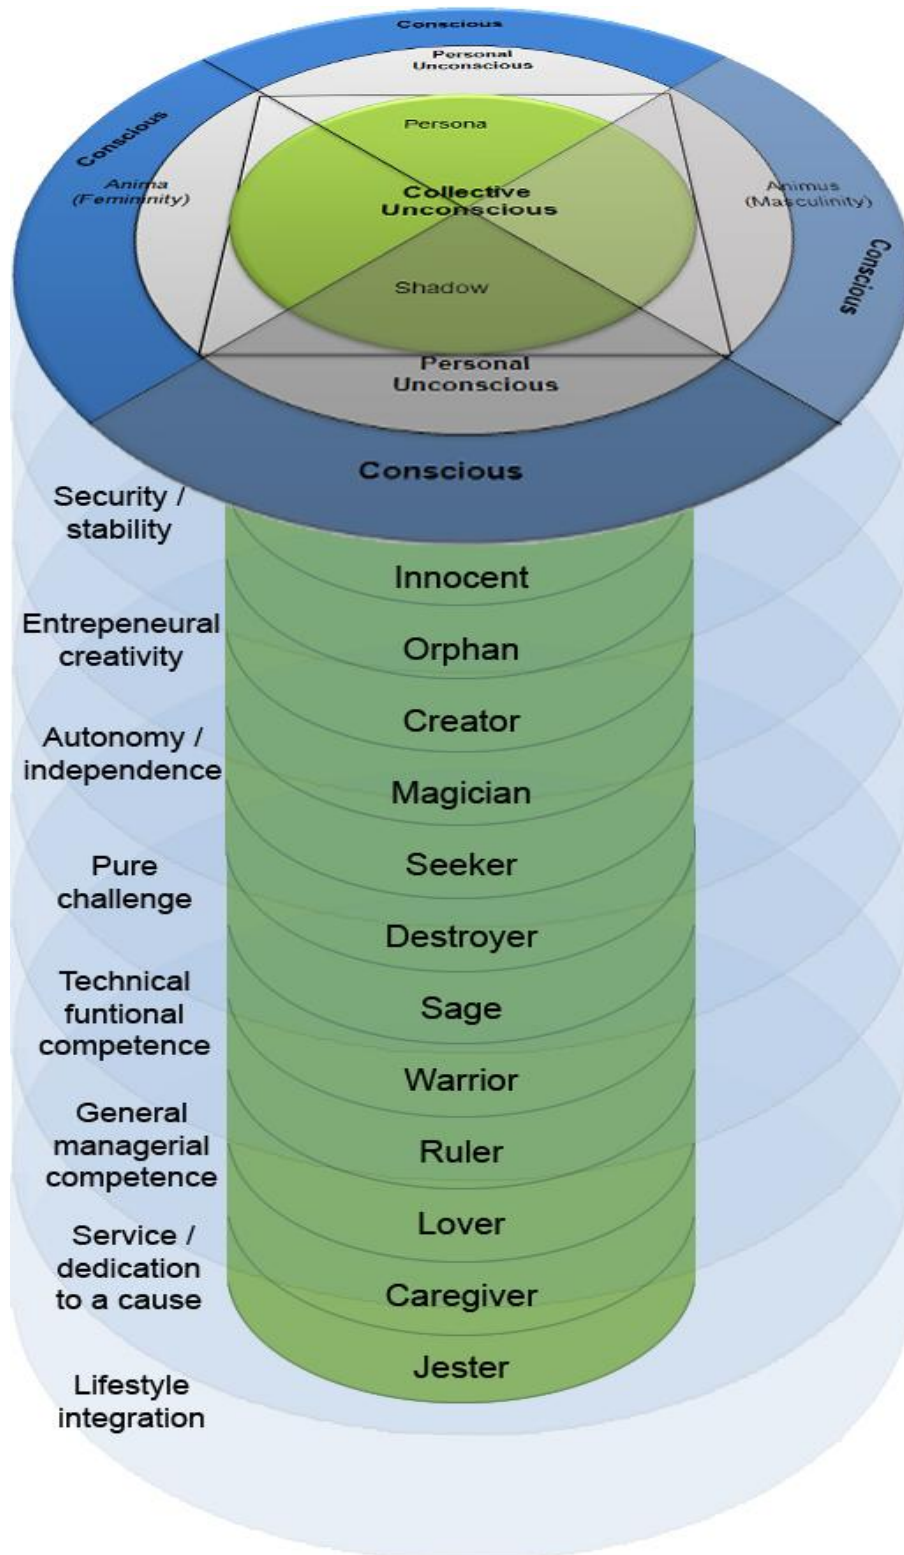 Conscious
Personal
Unconscious
Conscious
Persona
Anima
(Femininity)
Animus
(Masculinity)
Collective
Unconscious
Conscious
Shadow
Personal
Unconscious
Conscious
Security /
stability
Innocent
Entrepeneurial
creativity
Orphan
Creator
Autonomy /
independence
Magician
Pure
challenge
Seeker
Destroyer
Technical
funtional
competence
Sage
Warrior
General
managerial
competence
Ruler
Lover
Service /
dedication
to a cause
Caregiver
Jester
Lifestyle
integration